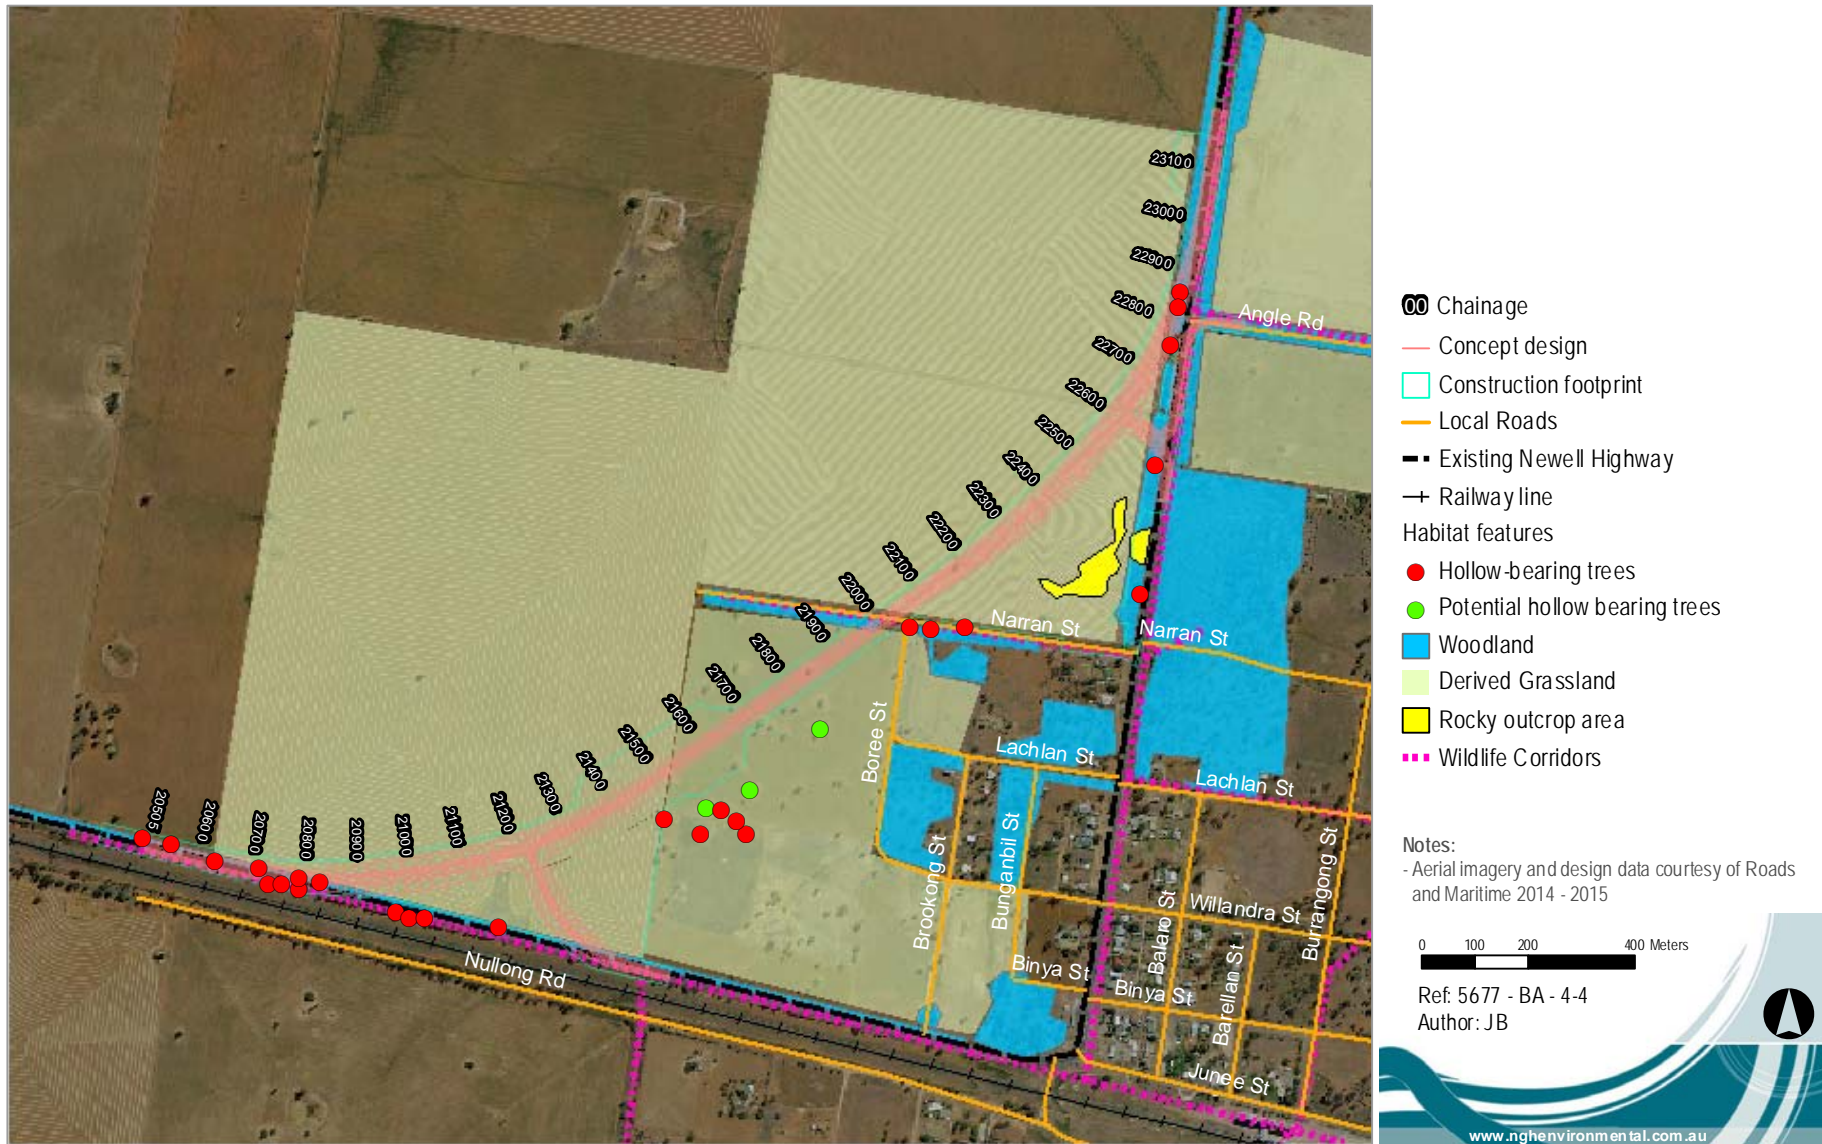 23100
23000
22900
22800
22700
22600
22500
22400
22300
22200
22100
22000
21900
21800
21700
21600
21500
21400
21300
21200
21100
21000
20900
20800
20700
20600
20505
Angle Rd
Narran St
Narran St
Boree St
Lachlan St
Lachlan St
Brookong St
Bunganbil St
Willandra St
Burrangong St
Balaro St
Barellan St
Binya St
Binya St
Nullong Rd
Junee St
00 Chainage
Concept design
Construction footprint
Local Roads
Existing Newell Highway
Railway line
Habitat features
Hollow-bearing trees
Potential hollow bearing trees
Woodland
Derived Grassland
Rocky outcrop area
Wildlife Corridors
Notes:
- Aerial imagery and design data courtesy of Roads
and Maritime 2014 - 2015
0 100 200 400 Meters
Ref: 5677 - BA - 4-4
Author: JB
www.nghenvironmental.com.au